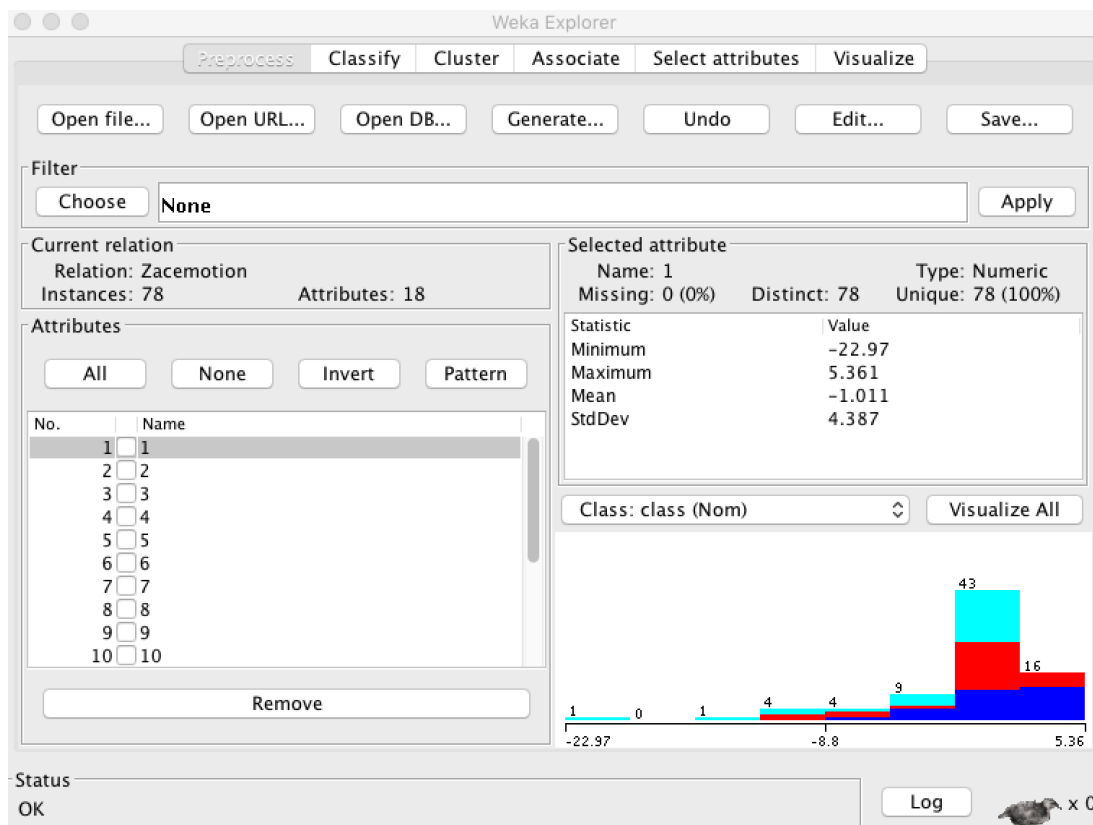 Weka Explorer
Preprocess Classify Cluster Associate Select attributes Visualize
Open file... Open URL... Open DB... Generate... Undo Edit... Save...
Filter
Choose None Apply
Current relation
Relation: Zacemotion
Instances: 78 Attributes: 18
Selected attribute
Name: 1 Type: Numeric
Missing: 0 (0%) Distinct: 78 Unique: 78 (100%)
Statistic Value
Minimum -22.97
Maximum 5.361
Mean -1.011
StdDev 4.387
Attributes
All None Invert Pattern
No. Name
1 1
2 2
3 3
4 4
5 5
6 6
7 7
8 8
9 9
10 10
Remove
Class: class (Nom) Visualize All
1 0 1 4 4 9 43 16
-22.97 -8.8 5.36
Status
OK
Log x 0